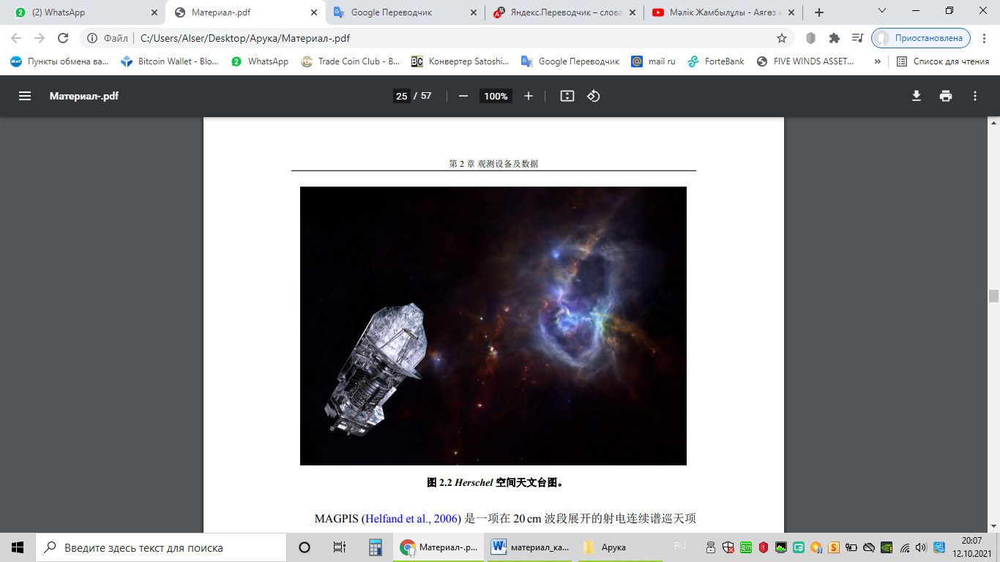 (2) WhatsApp
Материал-.pdf
Google Переводчик
Яндекс.Переводчик – слова
Мәлік Жамбылұлы - Аягөз
Файл
C:/Users/Alser/Desktop/Арука/Материал-.pdf
Приостановлена
Пункты обмена ва...
Bitcoin Wallet - Blo...
WhatsApp
Trade Coin Club - B...
Конвертер Satoshi...
Google Переводчик
mail ru
ForteBank
FIVE WINDS ASSET...
»
Список для чтения
Материал-.pdf
25 / 57
100%
第 2 章 观测设备及数据
图 2.2 Herschel 空间天文台图。
MAGPIS (Helfand et al., 2006) 是一项在 20 cm 波段展开的射电连续谱巡天项
Введите здесь текст для поиска
Материал-.p...
материал_ка...
Арука
RU
20:07
12.10.2021